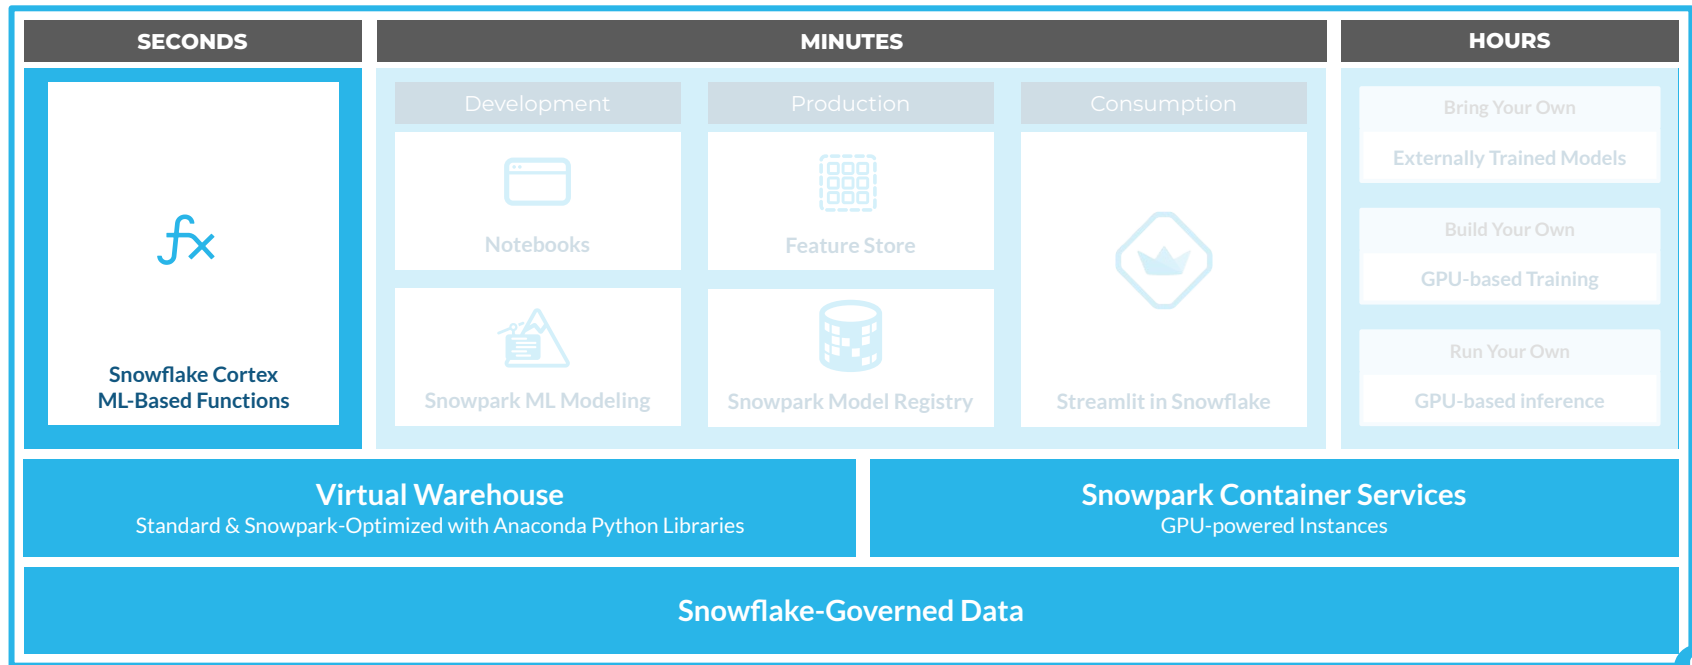 SECONDS
MINUTES
HOURS
fx
Snowflake Cortex
ML-Based Functions
Development
Production
Consumption
Notebooks
Feature Store
Snowpark ML Modeling
Snowpark Model Registry
Streamlit in Snowflake
Bring Your Own
Externally Trained Models
Build Your Own
GPU-based Training
Run Your Own
GPU-based inference
Virtual Warehouse
Standard & Snowpark-Optimized with Anaconda Python Libraries
Snowpark Container Services
GPU-powered Instances
Snowflake-Governed Data